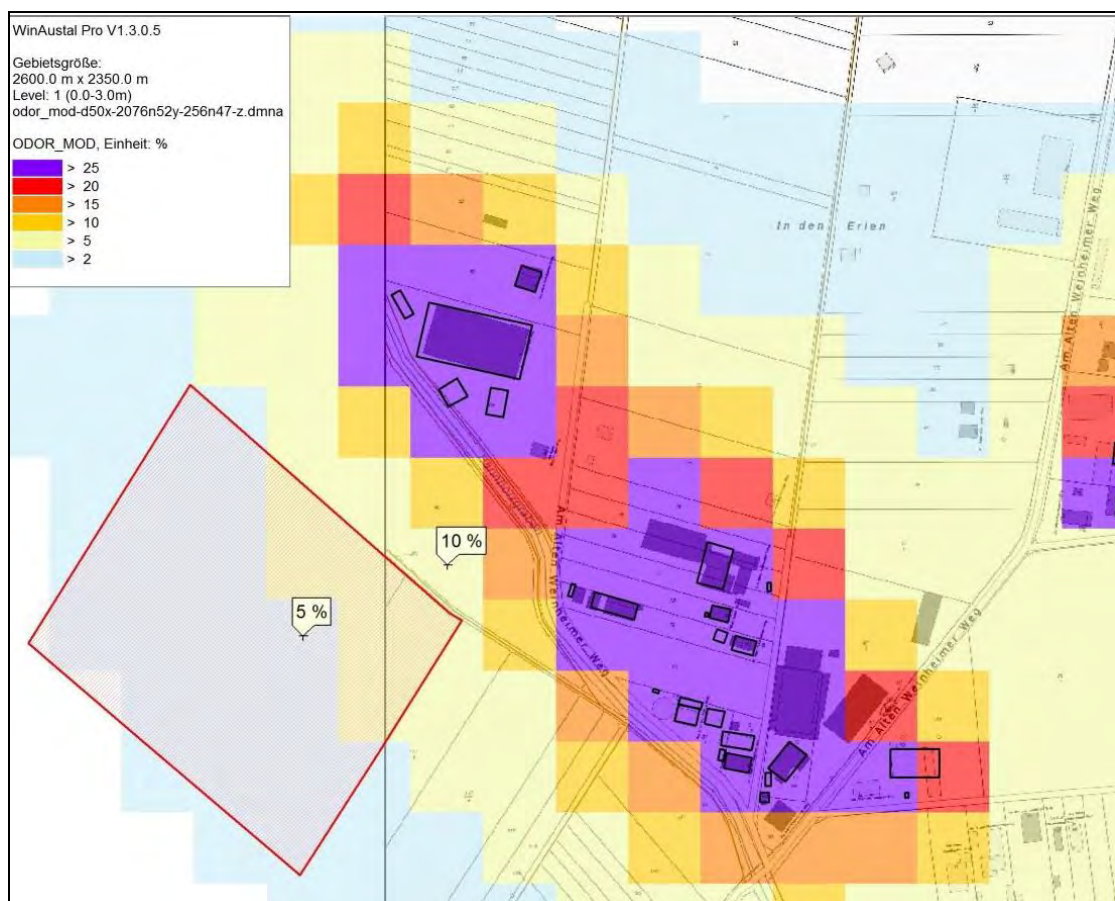 WinAustal Pro V1.3.0.5
Gebietsgröße:
2600.0 m x 2350.0 m
Level: 1 (0.0-3.0m)
odor_mod-d50x-2076n52y-256n47-z.dmna
ODOR_MOD, Einheit: %
> 25
> 20
> 15
> 10
> 5
> 2
In den Erlen
Am Alten Weinheimer Weg
10 %
Am Alten Weinheimer Weg
5 %
Am Alten Weinheimer Weg